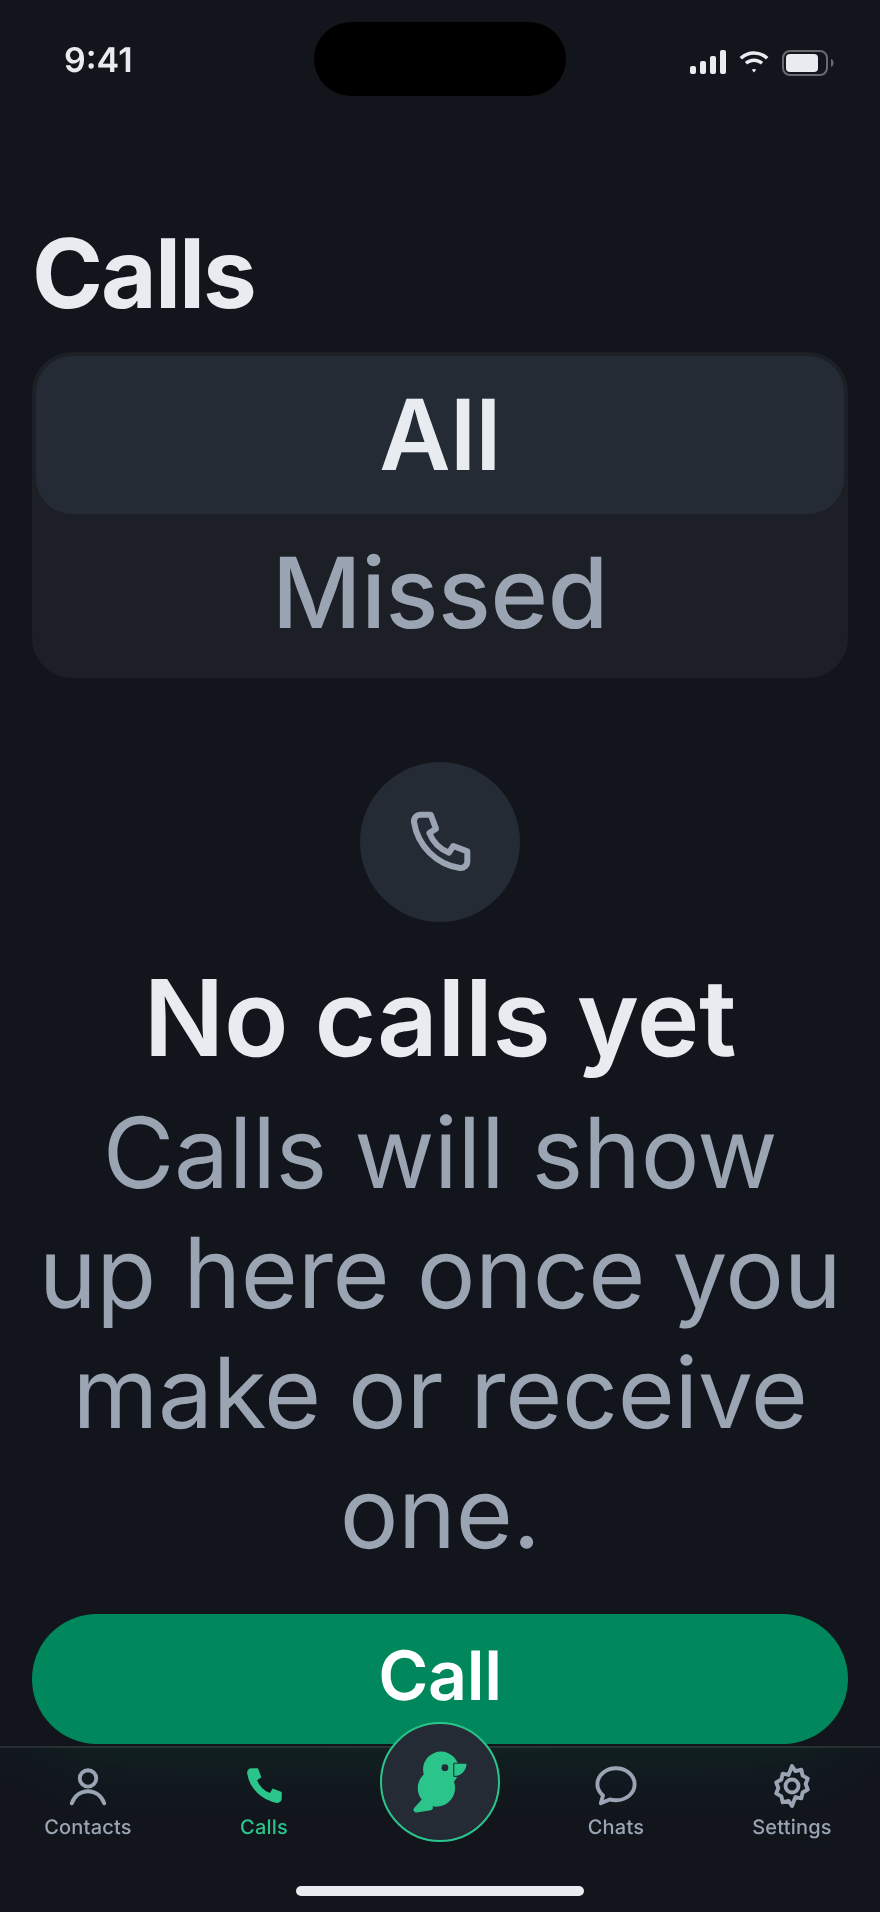 9:41
Calls
All
Missed
No calls yet
Calls will show
up here once you
make or receive
one.
Call
Contacts
Calls
Chats
Settings